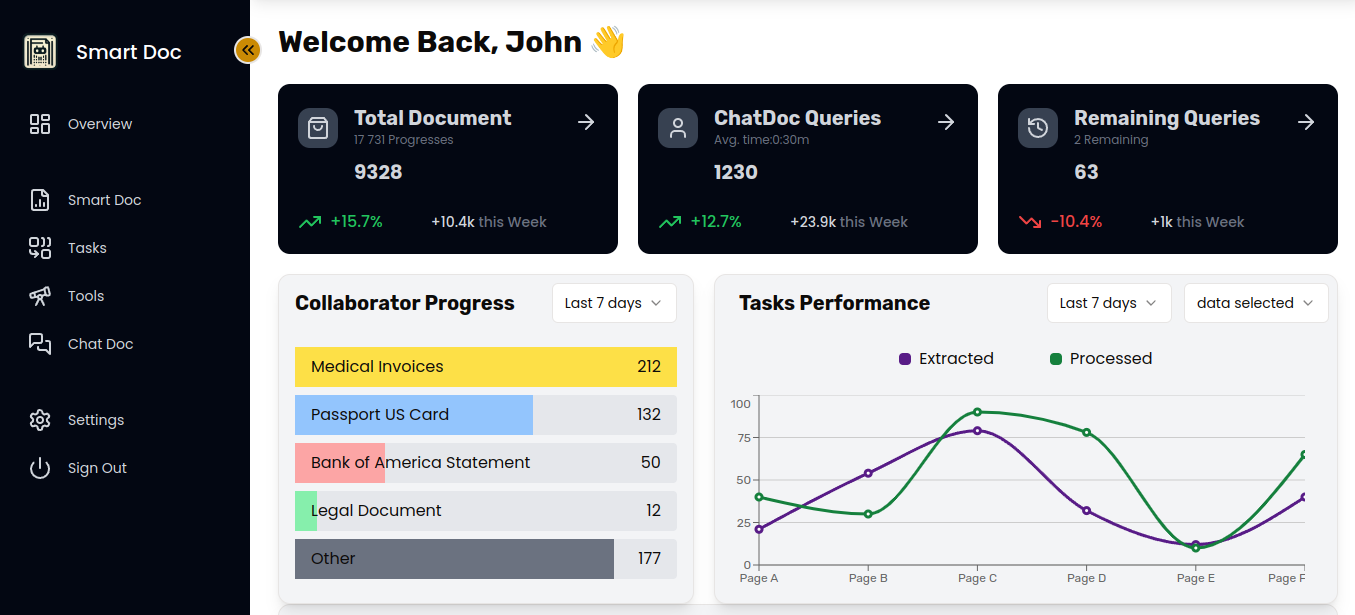 Smart Doc
Overview
Smart Doc
Tasks
Tools
Chat Doc
Settings
Sign Out
Welcome Back, John 👋
Total Document
17 731 Progresses
9328
+15.7%
+10.4k this Week
ChatDoc Queries
Avg. time:0:30m
1230
+12.7%
+23.9k this Week
Remaining Queries
2 Remaining
63
-10.4%
+1k this Week
Collaborator Progress
Last 7 days
Medical Invoices 212
Passport US Card 132
Bank of America Statement 50
Legal Document 12
Other 177
Tasks Performance
Last 7 days
data selected
Extracted
Processed
100
75
50
25
0
Page A
Page B
Page C
Page D
Page E
Page F